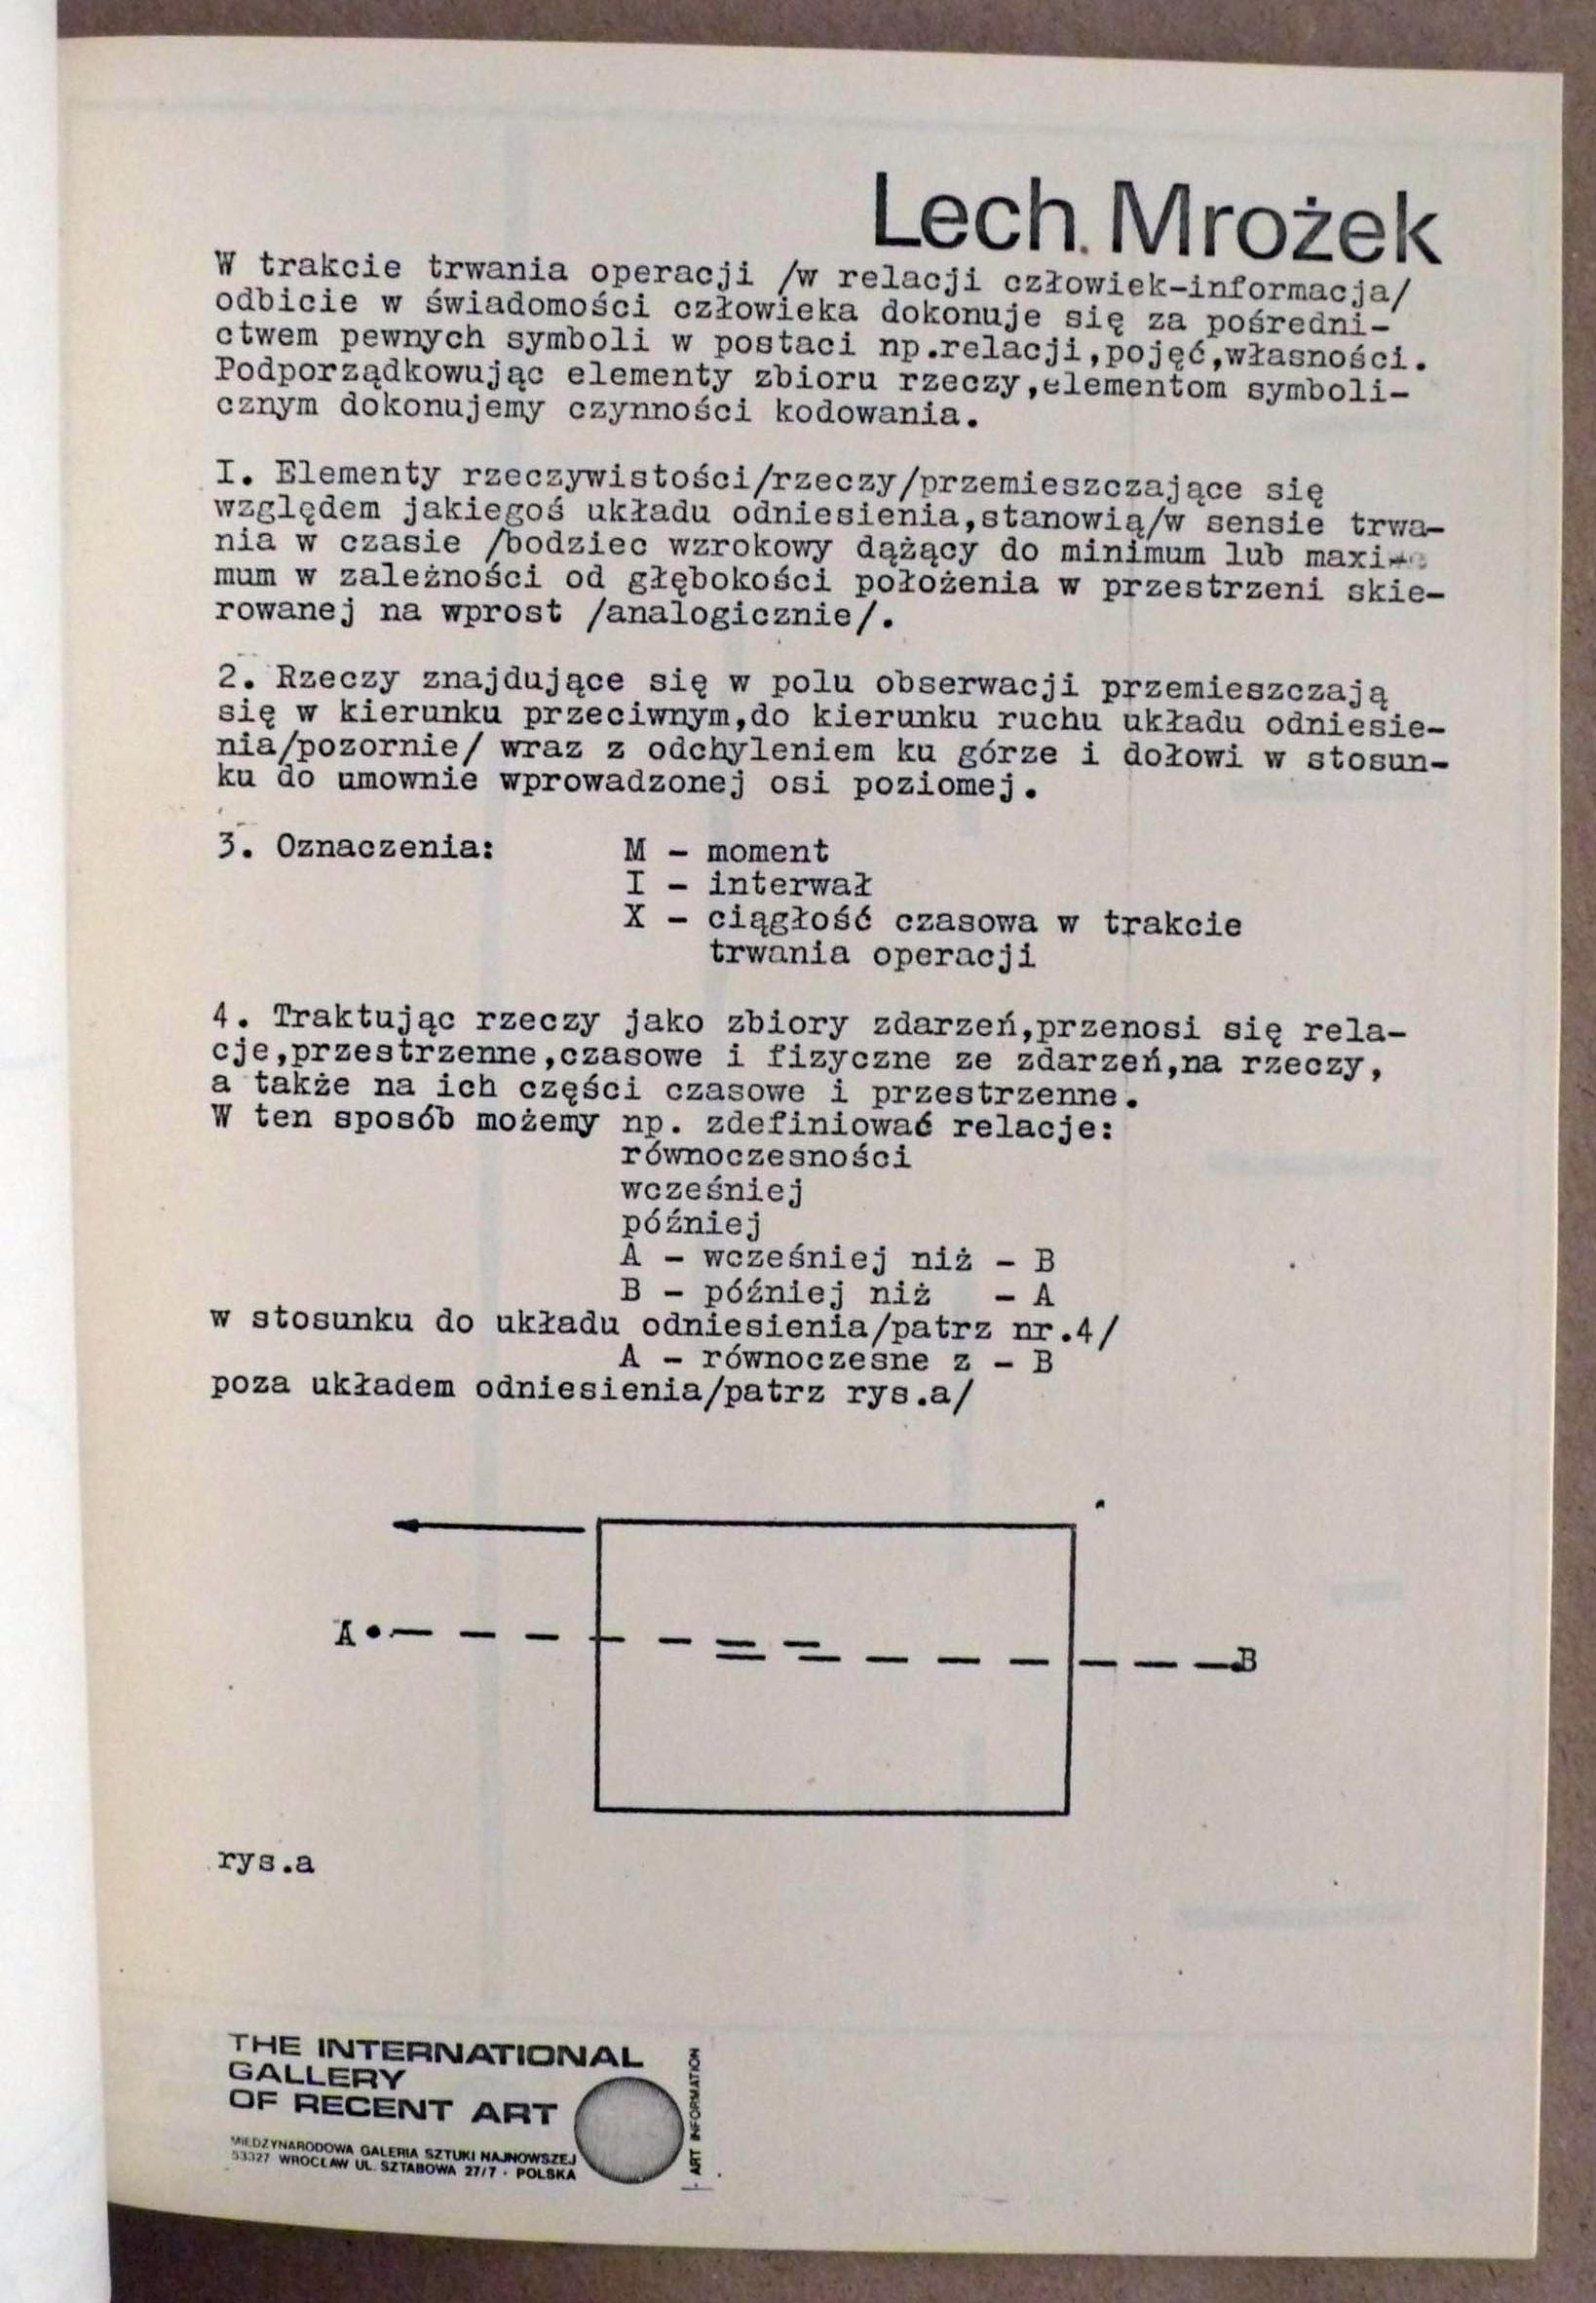 Lech Mrożek
W trakcie trwania operacji /w relacji człowiek-informacja/
odbicie w świadomości człowieka dokonuje się za pośredni-
ctwem pewnych symboli w postaci np.relacji,pojęć,własności.
Podporządkowując elementy zbioru rzeczy,elementom symboli-
cznym dokonujemy czynności kodowania.
I. Elementy rzeczywistości/rzeczy/przemieszczające się
względem jakiegoś układu odniesienia,stanowią/w sensie trwa-
nia w czasie /bodziec wzrokowy dążący do minimum lub maxi-
mum w zależności od głębokości położenia w przestrzeni skie-
rowanej na wprost /analogicznie/.
2. Rzeczy znajdujące się w polu obserwacji przemieszczają
się w kierunku przeciwnym,do kierunku ruchu układu odniesie-
nia/pozornie/ wraz z odchyleniem ku górze i dołowi w stosun-
ku do umownie wprowadzonej osi poziomej.
3. Oznaczenia: M - moment
I - interwał
X - ciągłość czasowa w trakcie
trwania operacji
4. Traktując rzeczy jako zbiory zdarzeń,przenosi się rela-
cje,przestrzenne,czasowe i fizyczne ze zdarzeń,na rzeczy,
a także na ich części czasowe i przestrzenne.
W ten sposób możemy np. zdefiniować relacje:
równoczesności
wcześniej
później
A - wcześniej niż - B
B - później niż - A
w stosunku do układu odniesienia/patrz nr.4/
A - równoczesne z - B
poza układem odniesienia/patrz rys.a/
A
B
rys.a
THE INTERNATIONAL
GALLERY
OF RECENT ART
MIĘDZYNARODOWA GALERIA SZTUKI NAJNOWSZEJ
53327 WROCŁAW UL. SZTABOWA 27/7 · POLSKA
ART INFORMATION